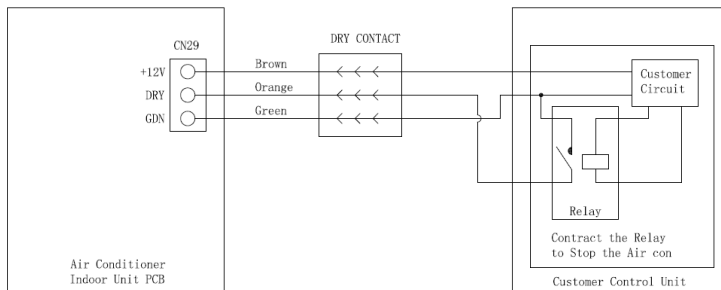 CN29
+12V
DRY
GDN
Brown
Orange
Green
DRY CONTACT
Customer
Circuit
Relay
Contract the Relay
to Stop the Air con
Air Conditioner
Indoor Unit PCB
Customer Control Unit